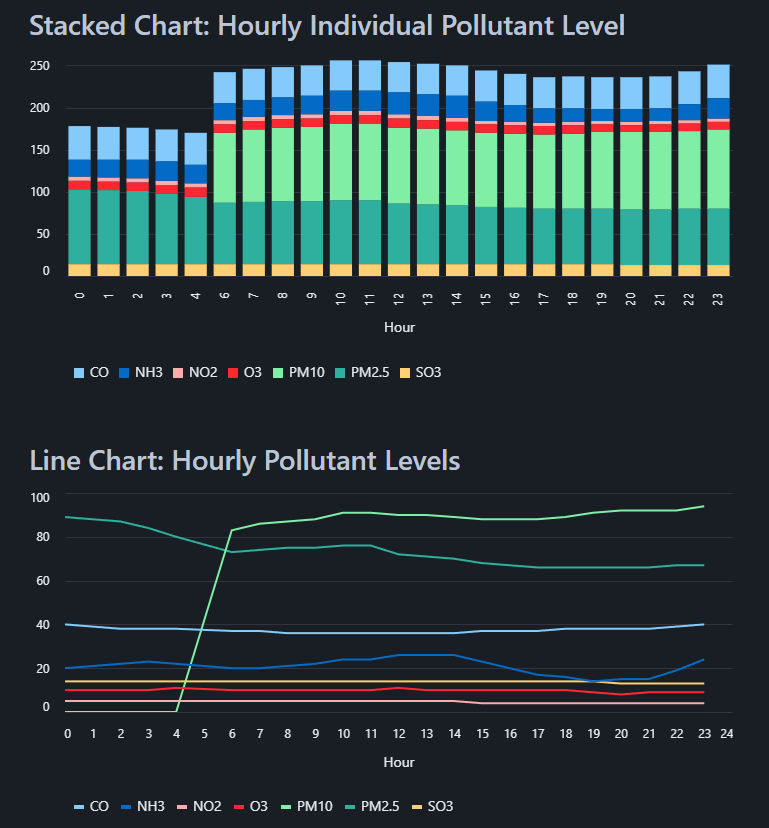 Stacked Chart: Hourly Individual Pollutant Level
250
200
150
100
50
0
0 1 2 3 4 6 7 8 9 10 11 12 13 14 15 16 17 18 19 20 21 22 23
Hour
CO NH3 NO2 O3 PM10 PM2.5 SO3
Line Chart: Hourly Pollutant Levels
100
80
60
40
20
0
0 1 2 3 4 5 6 7 8 9 10 11 12 13 14 15 16 17 18 19 20 21 22 23 24
Hour
CO NH3 NO2 O3 PM10 PM2.5 SO3